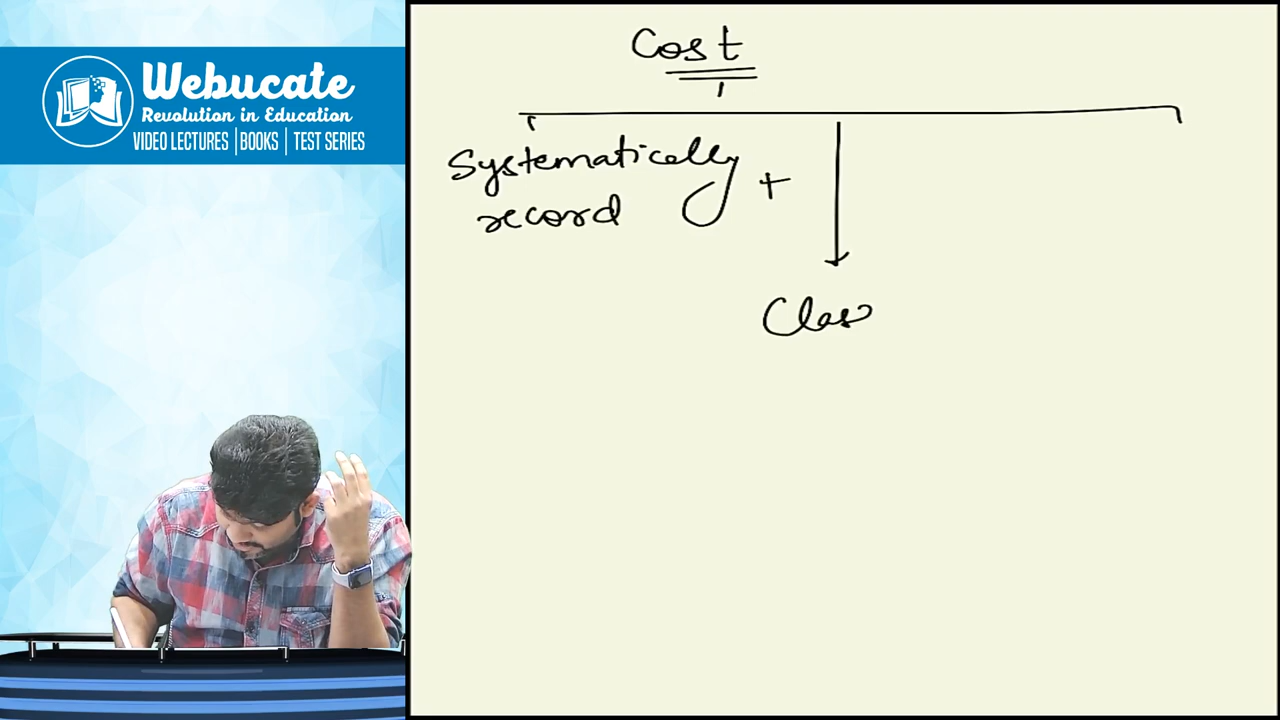 Webucate
Revolution in Education
VIDEO LECTURES | BOOKS | TEST SERIES
Cost
Systematically +
record
Clas